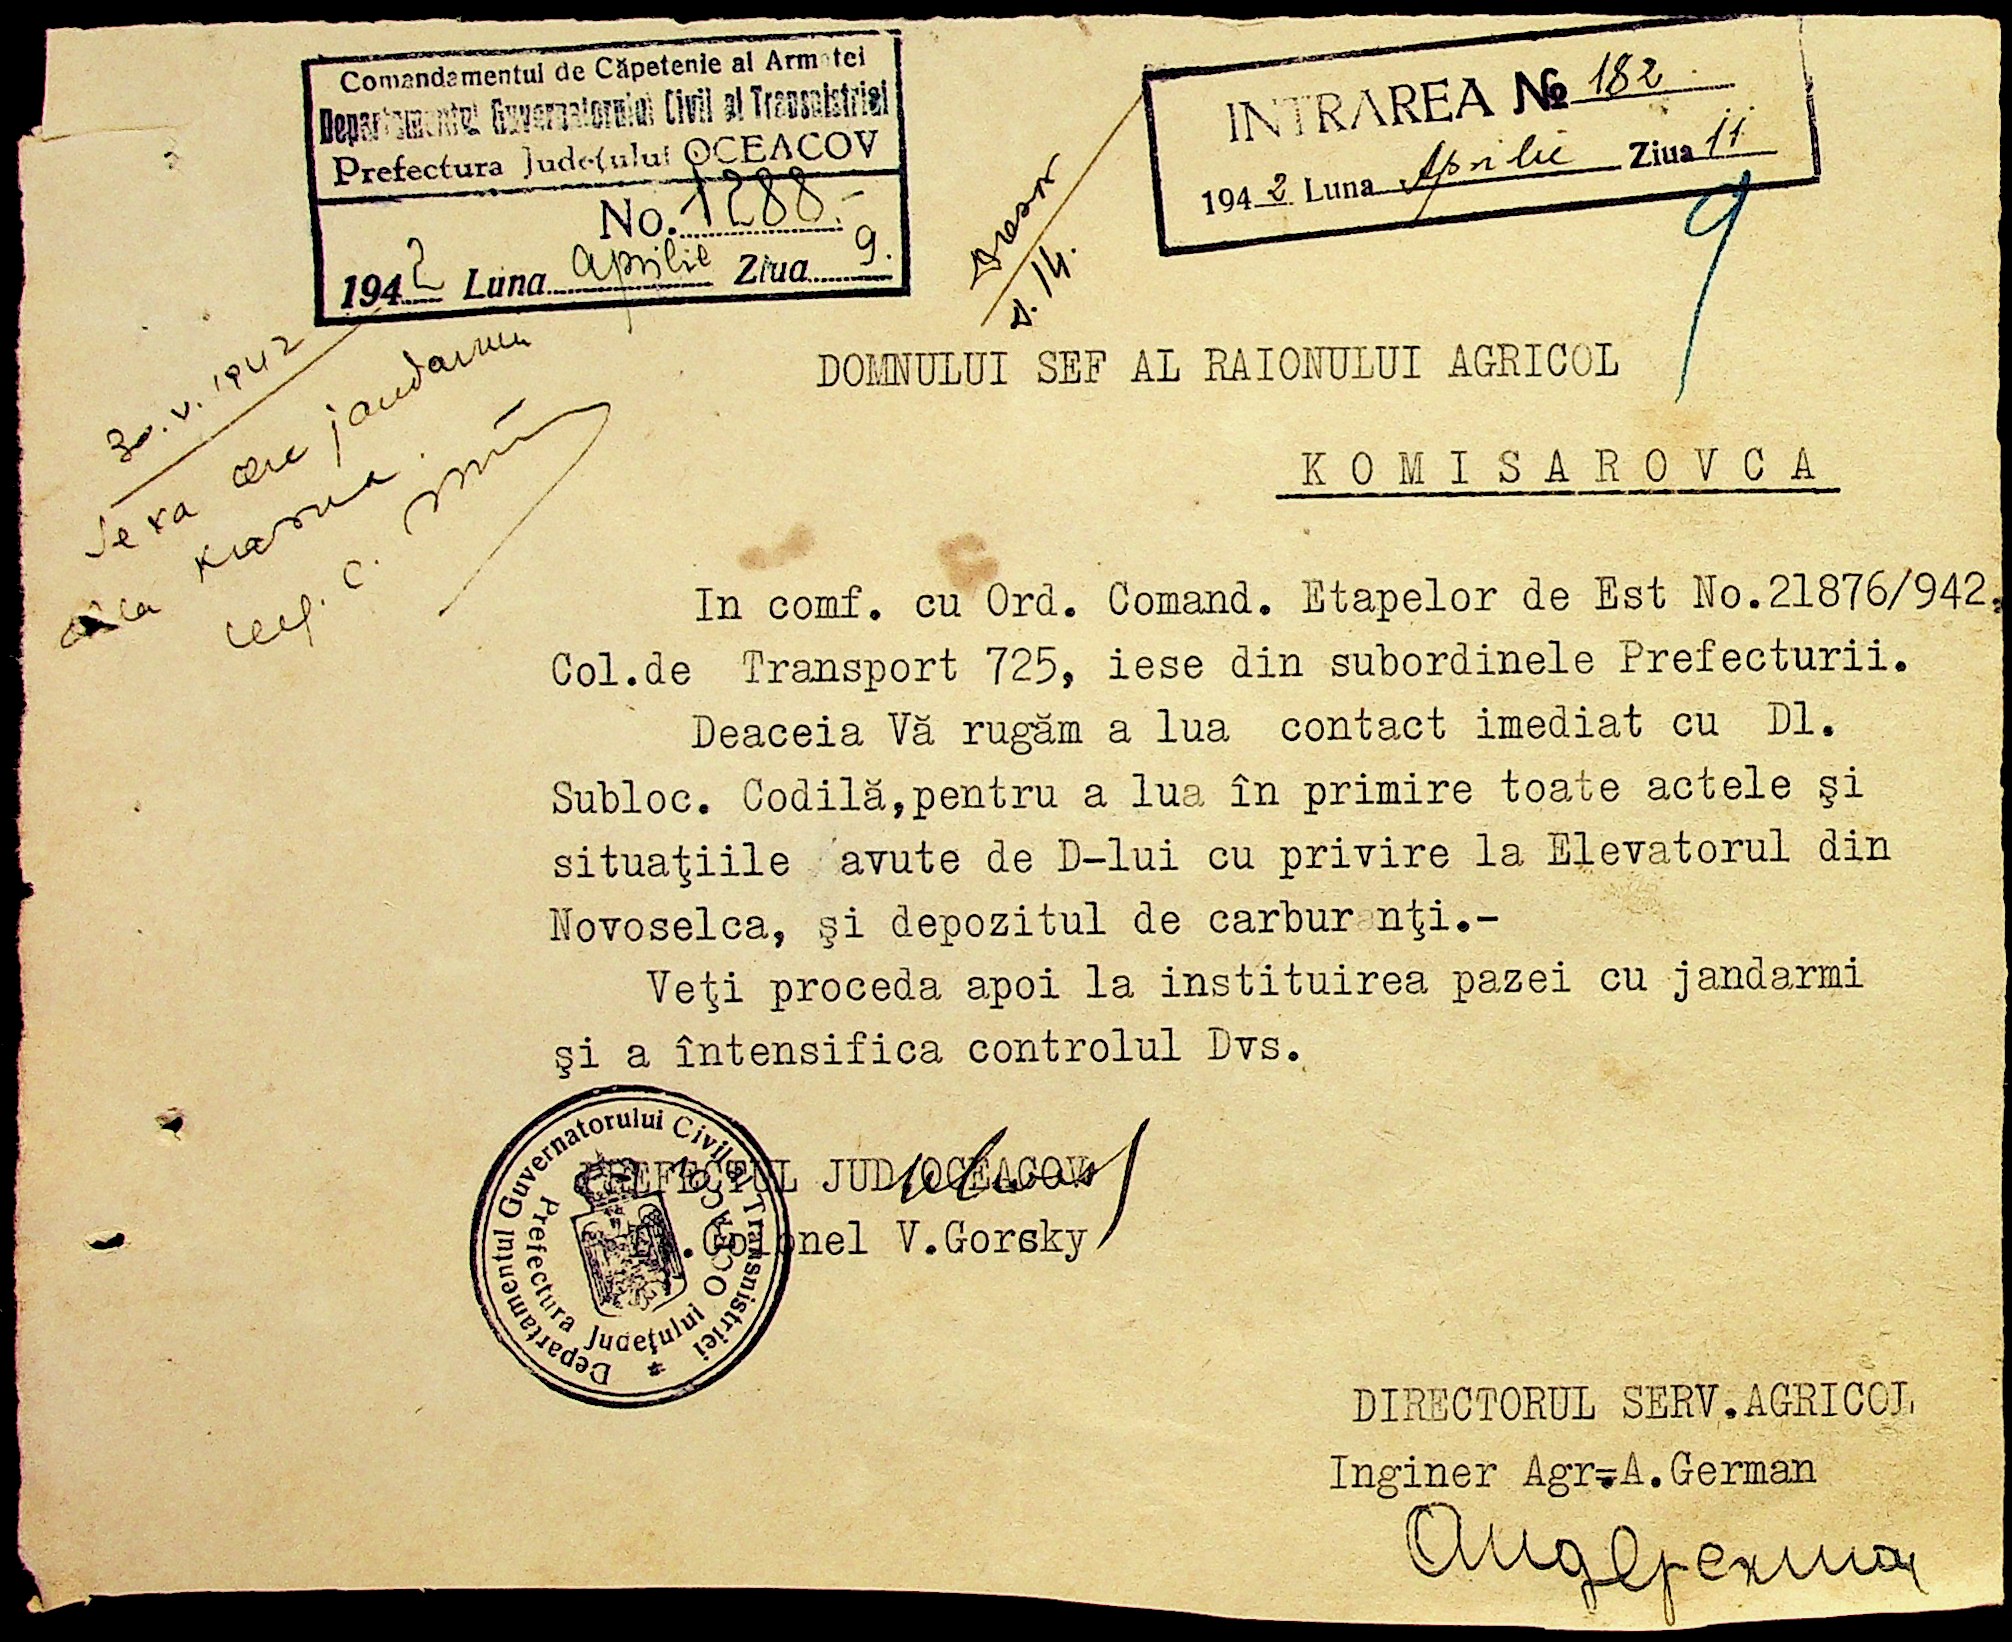 Comandamentul de Căpetenie al Armatei
Departamentul Guvernatorului Civil al Transnistriei
Prefectura Judeţului OCEACOV
No. 1288.-
1942 Luna Aprilie Ziua 9.
INTRAREA № 182
1942 Luna Aprilie Ziua 11
9
30.V.1942
Se va cere jandarmi
dela
DOMNULUI SEF AL RAIONULUI AGRICOL
KOMISAROVCA
In comf. cu Ord. Comand. Etapelor de Est No.21876/942.
Col.de Transport 725, iese din subordinele Prefecturii.
Deaceia Vă rugăm a lua contact imediat cu Dl.
Subloc. Codilă,pentru a lua în primire toate actele şi
situaţiile avute de D-lui cu privire la Elevatorul din
Novoselca, şi depozitul de carburanţi.-
Veţi proceda apoi la instituirea pazei cu jandarmi
şi a întensifica controlul Dvs.
PREFECTUL JUD.OCEACOV
Lt.Colonel V.Gorsky
Departamentul Guvernatorului Civil al Transnistriei
Prefectura Judeţului OCEACOV
DIRECTORUL SERV.AGRICOL
Inginer Agr.A.German